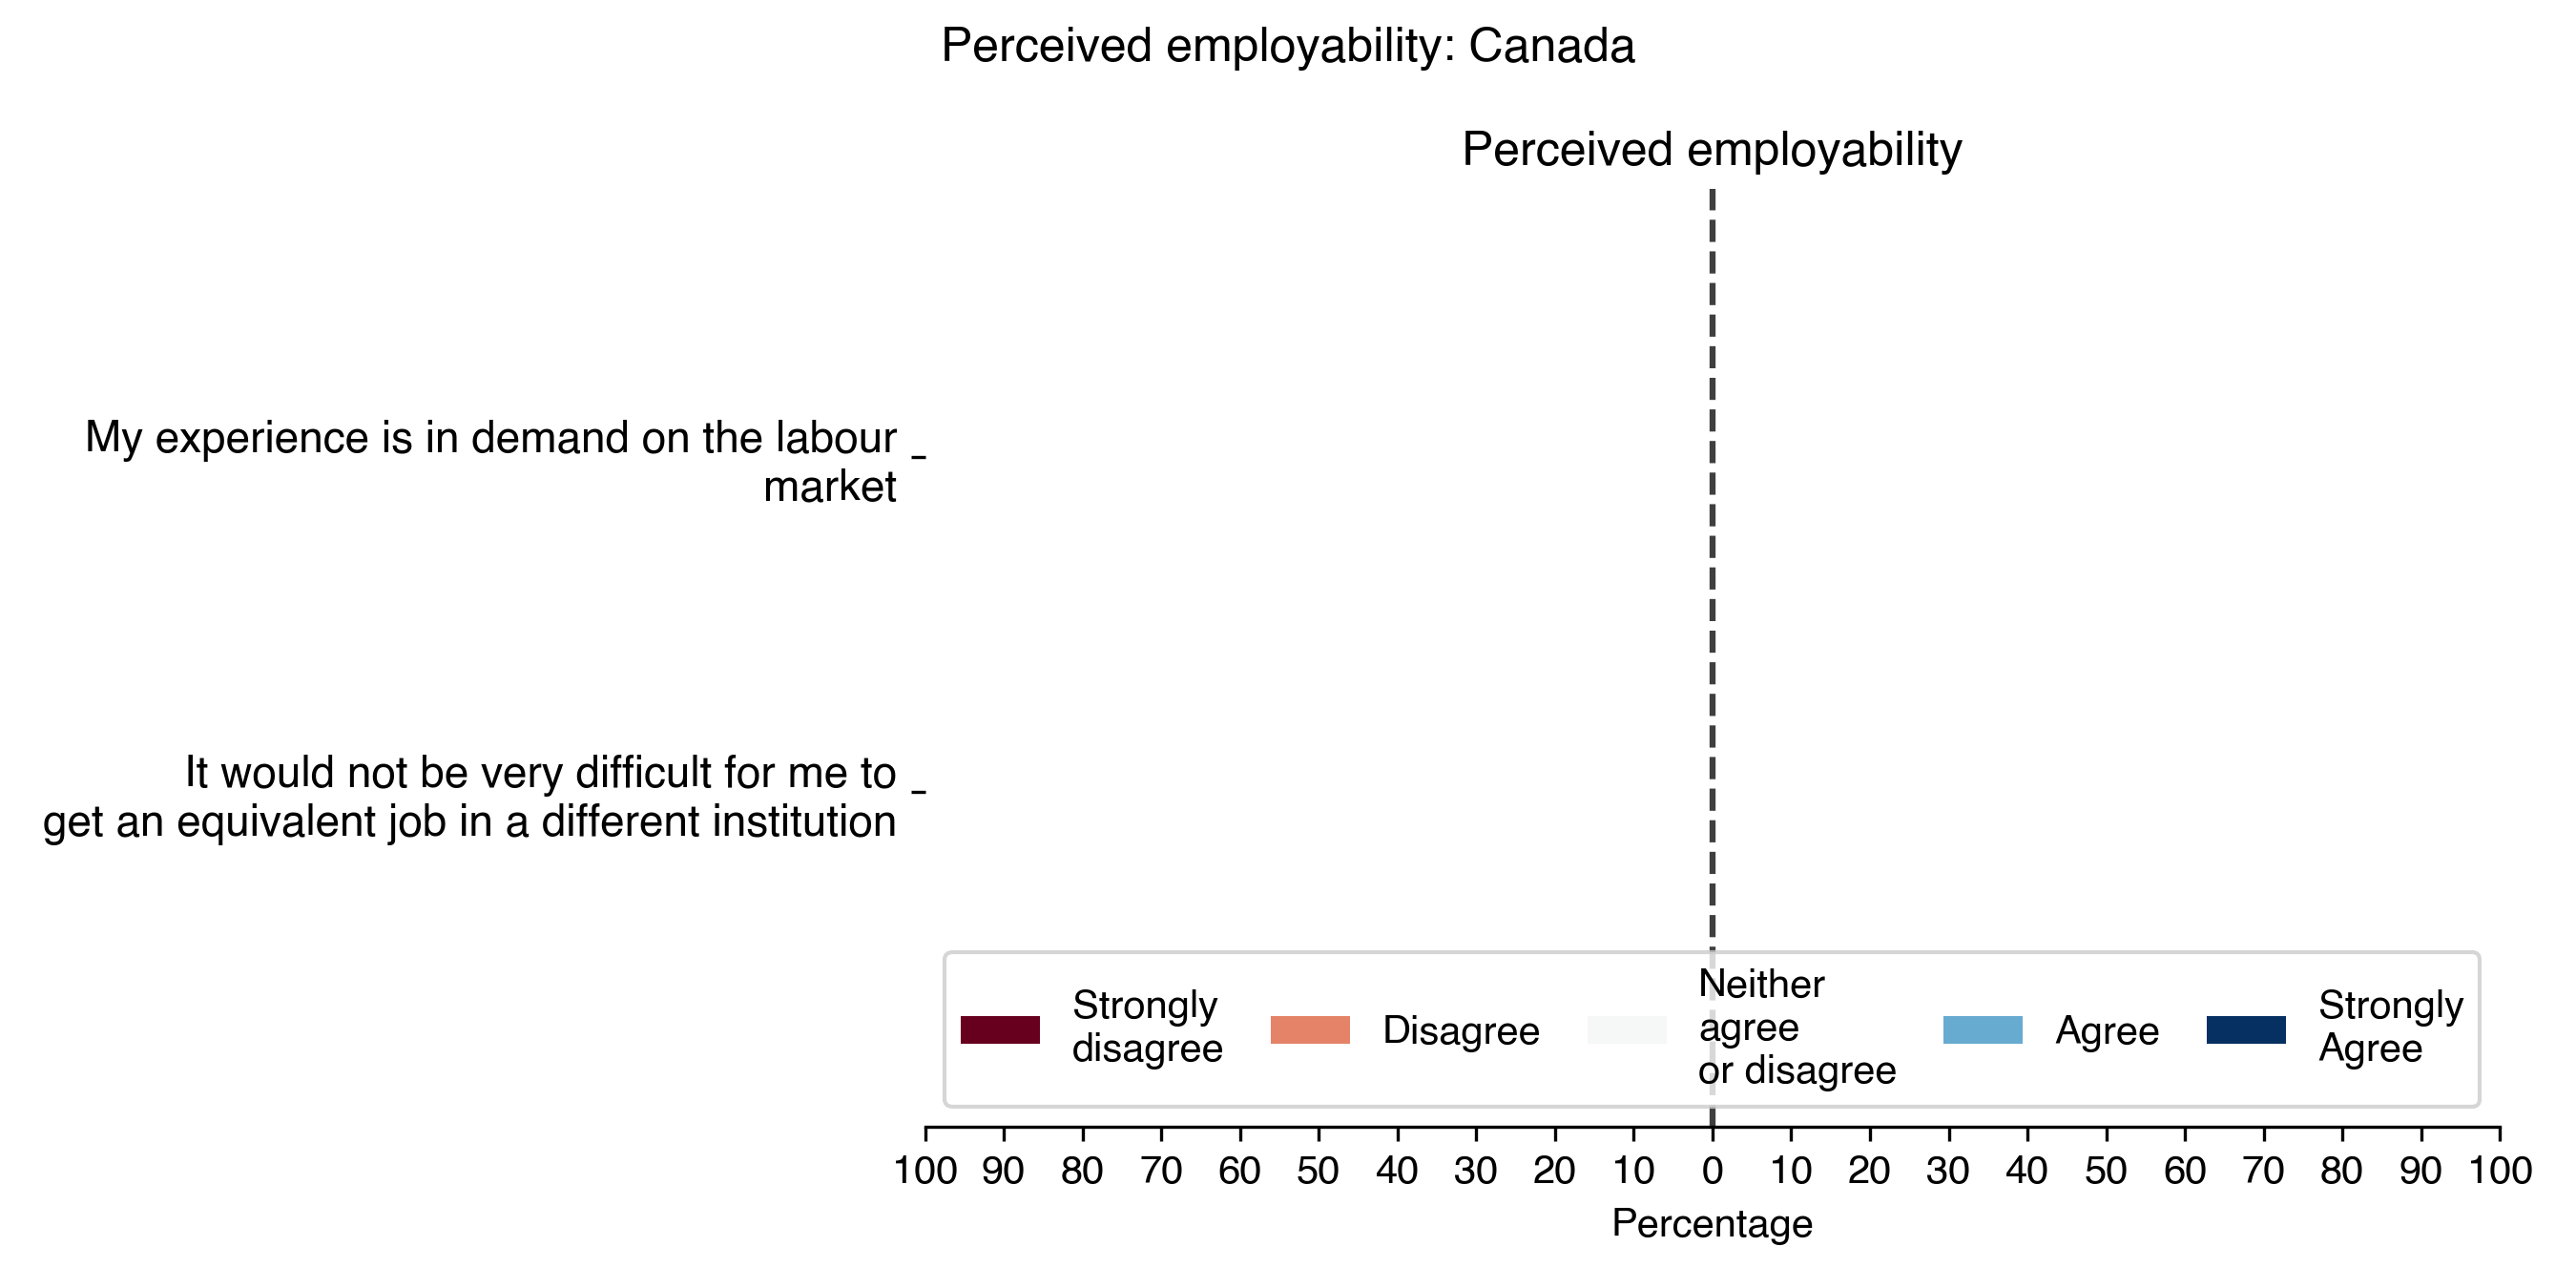 Perceived employability: Canada
Perceived employability
My experience is in demand on the labour
market
It would not be very difficult for me to
get an equivalent job in a different institution
Strongly
disagree
Disagree
Neither
agree
or disagree
Agree
Strongly
Agree
100 90 80 70 60 50 40 30 20 10 0 10 20 30 40 50 60 70 80 90 100
Percentage